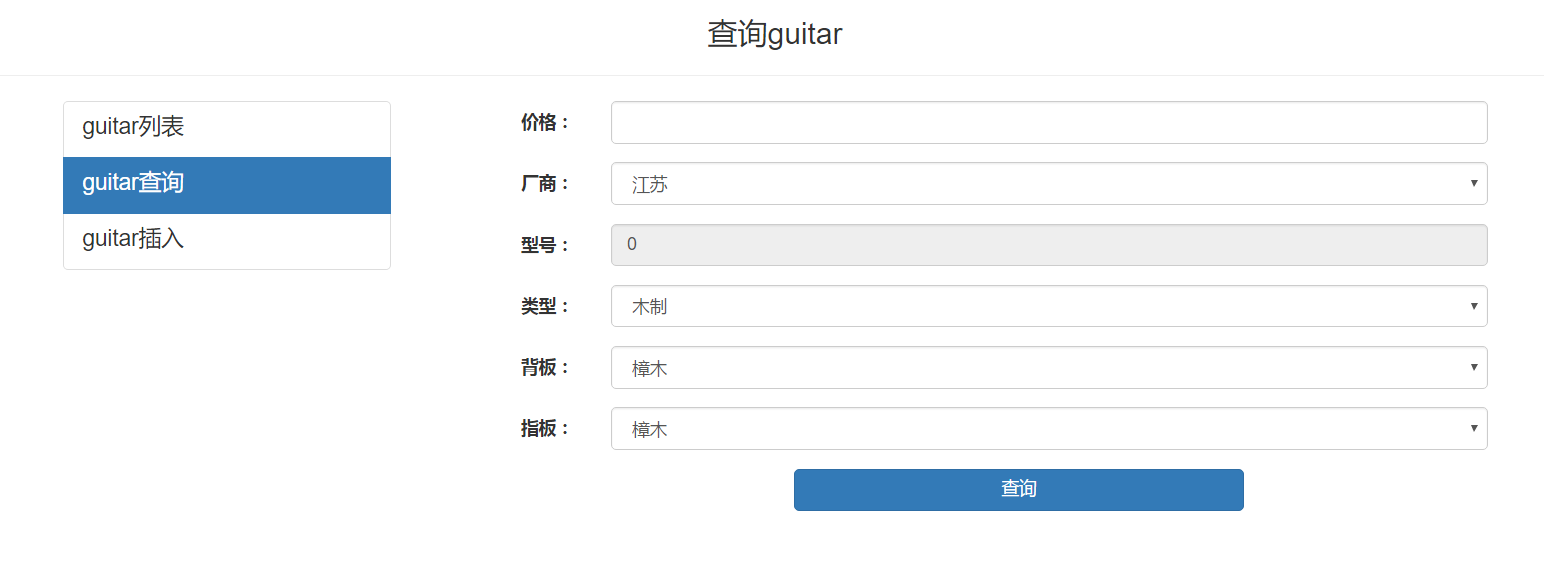 查询guitar
guitar列表
guitar查询
guitar插入
价格：
厂商： 江苏
型号： 0
类型： 木制
背板： 樟木
指板： 樟木
查询